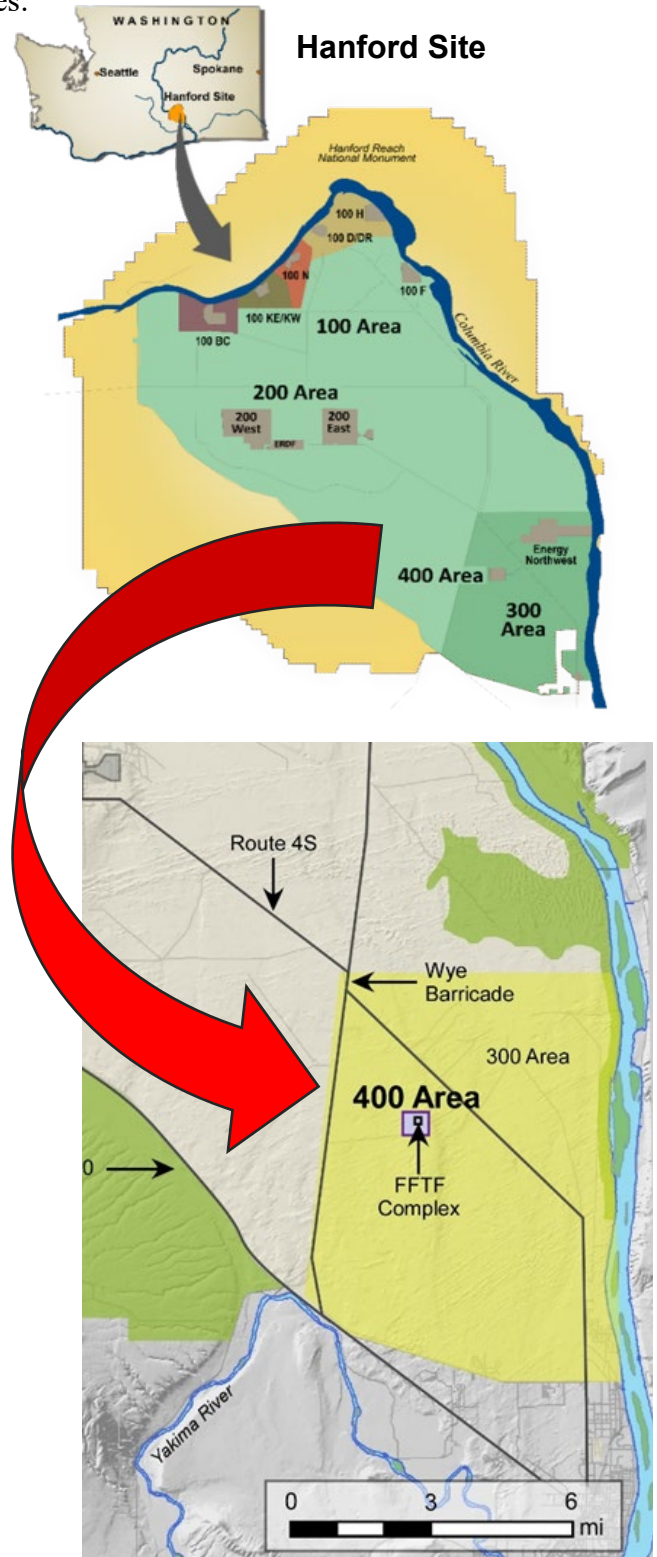 es.
WASHINGTON
Seattle
Spokane
Hanford Site
Hanford Site
Hanford Reach
National Monument
100 H
100 D/DR
100 N
100 F
100 KE/KW
100 BC
100 Area
Columbia River
200 Area
200
West
200
East
ERDF
Energy
Northwest
400 Area
300
Area
Route 4S
Wye
Barricade
300 Area
400 Area
0
FFTF
Complex
Yakima River
0 3 6
mi